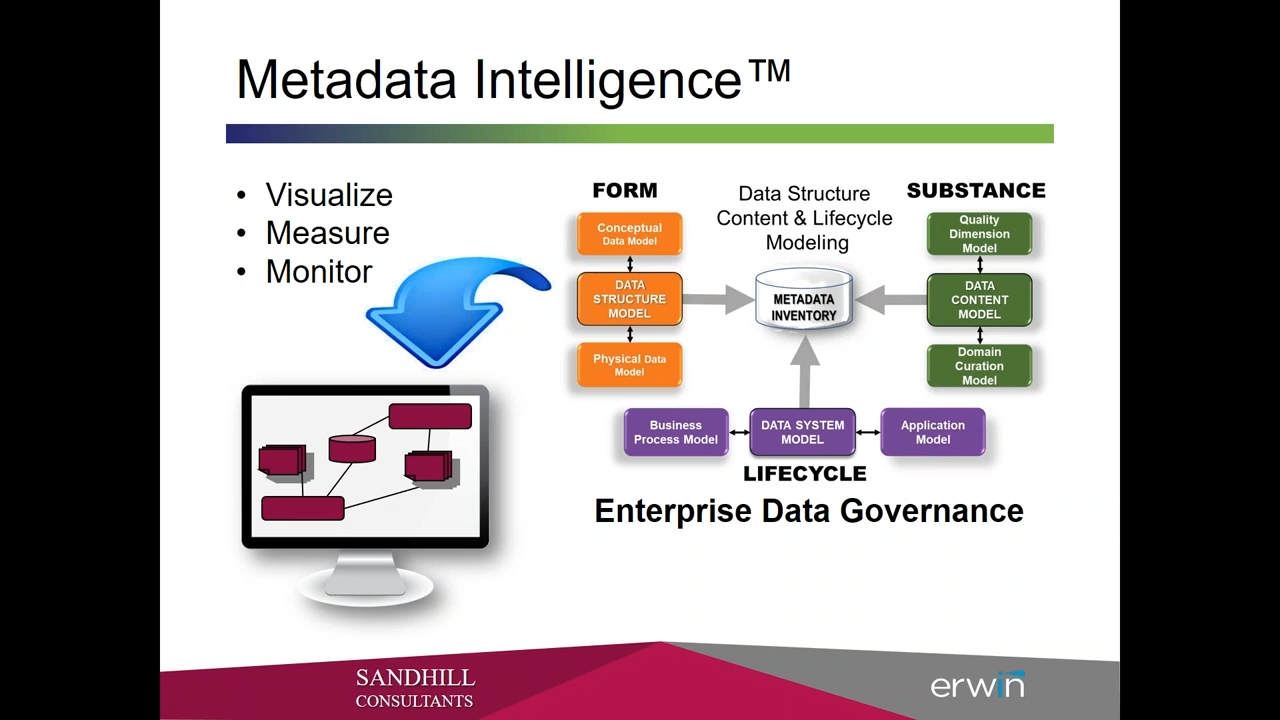 Metadata Intelligence™
• Visualize
• Measure
• Monitor
FORM
Conceptual
Data Model
DATA
STRUCTURE
MODEL
Physical Data
Model
Data Structure
Content & Lifecycle
Modeling
METADATA
INVENTORY
SUBSTANCE
Quality
Dimension
Model
DATA
CONTENT
MODEL
Domain
Curation
Model
Business
Process Model
DATA SYSTEM
MODEL
Application
Model
LIFECYCLE
Enterprise Data Governance
SANDHILL
CONSULTANTS
erwin